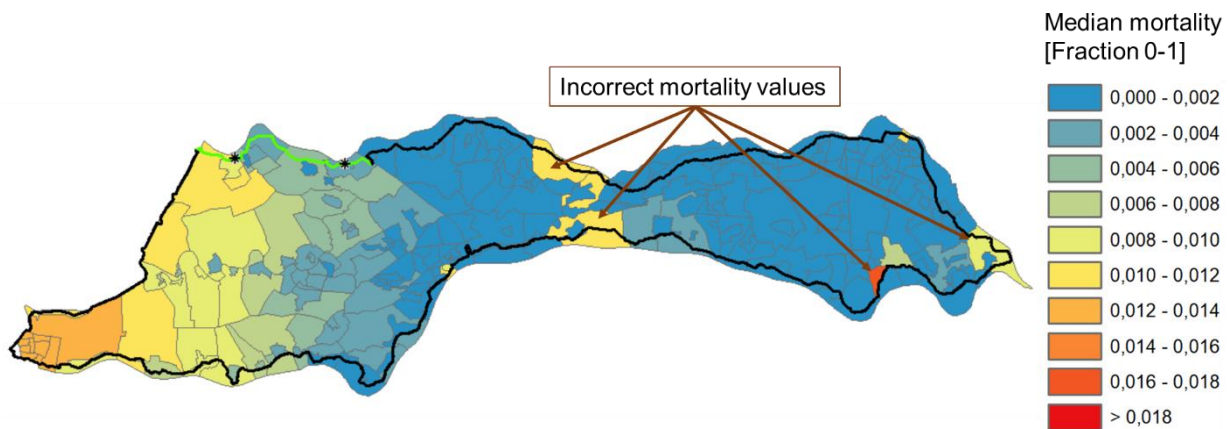 Median mortality
[Fraction 0-1]
Incorrect mortality values
0,000 - 0,002
0,002 - 0,004
0,004 - 0,006
0,006 - 0,008
0,008 - 0,010
0,010 - 0,012
0,012 - 0,014
0,014 - 0,016
0,016 - 0,018
> 0,018